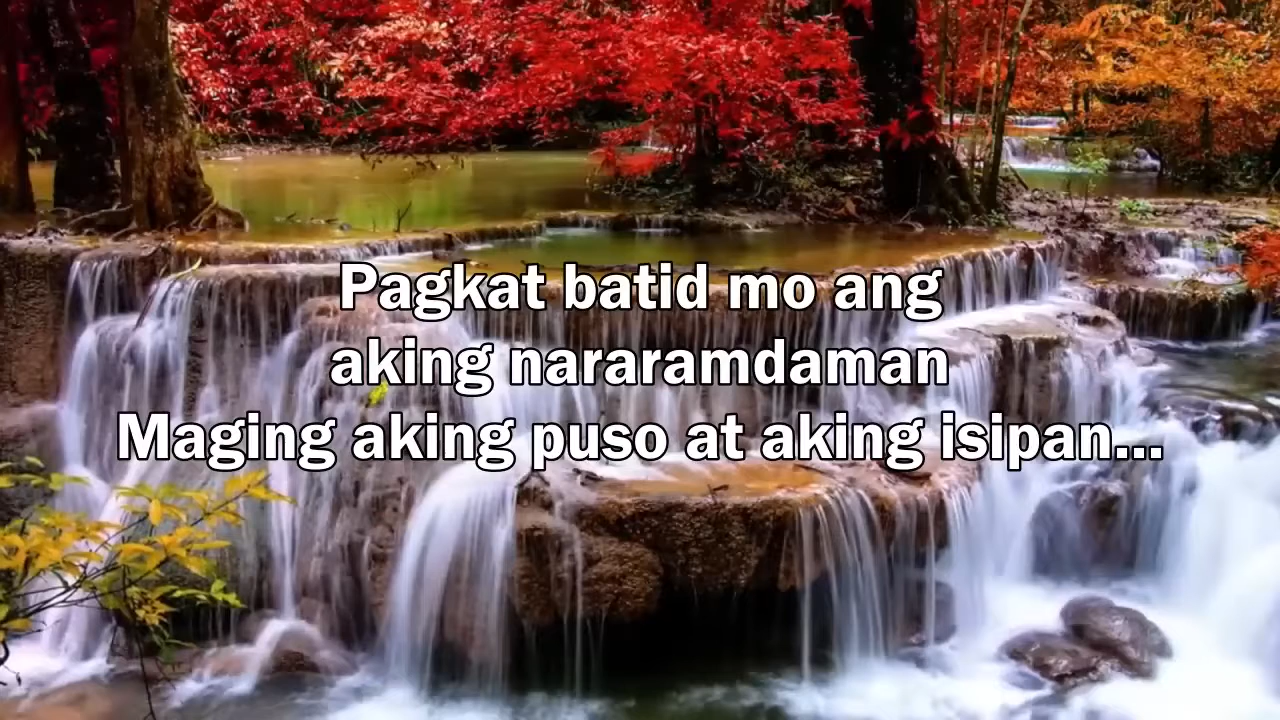 Pagkat batid mo ang
aking nararamdaman
Maging aking puso at aking isipan...